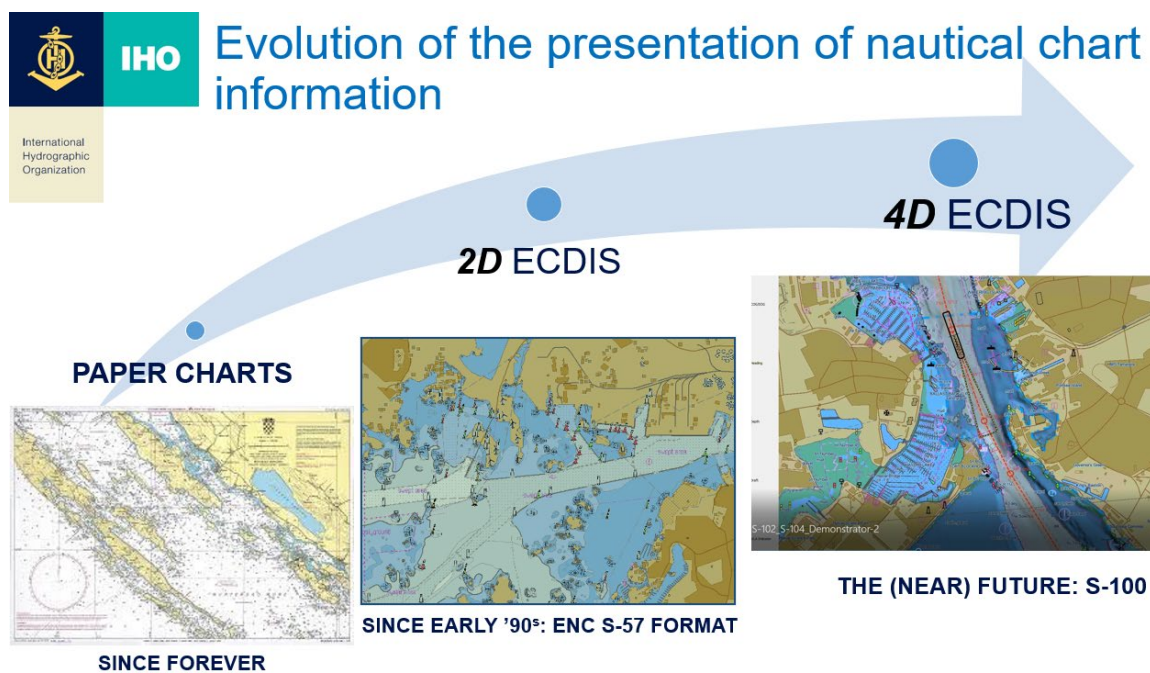 IHO
International
Hydrographic
Organization
Evolution of the presentation of nautical chart
information
2D ECDIS
4D ECDIS
PAPER CHARTS
S-102_S-104_Demonstrator-2
THE (NEAR) FUTURE: S-100
SINCE EARLY '90s: ENC S-57 FORMAT
SINCE FOREVER